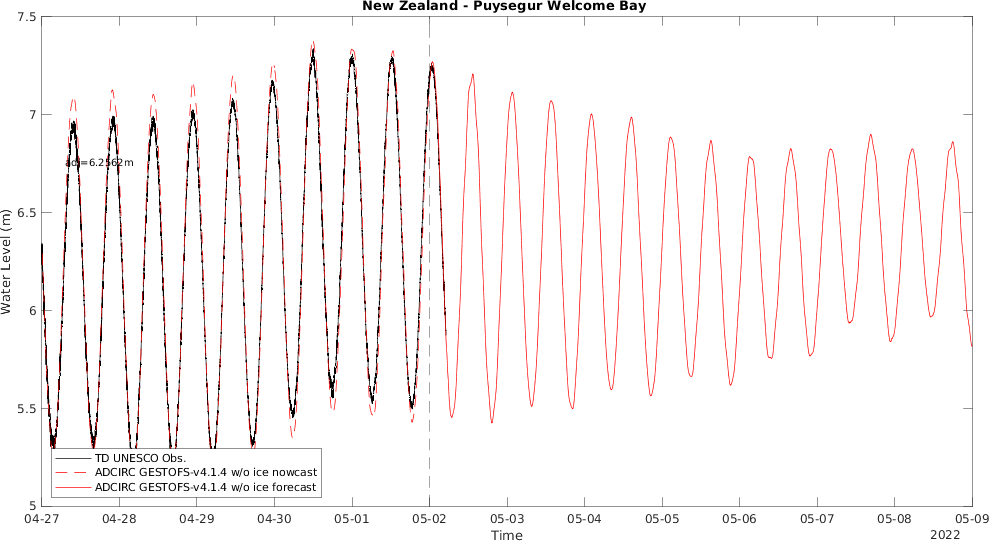 New Zealand - Puysegur Welcome Bay
7.5
7
6.5
6
5.5
5
Water Level (m)
adj=6.2562m
TD UNESCO Obs.
ADCIRC GESTOFS-v4.1.4 w/o ice nowcast
ADCIRC GESTOFS-v4.1.4 w/o ice forecast
04-27 04-28 04-29 04-30 05-01 05-02 05-03 05-04 05-05 05-06 05-07 05-08 05-09
Time
2022